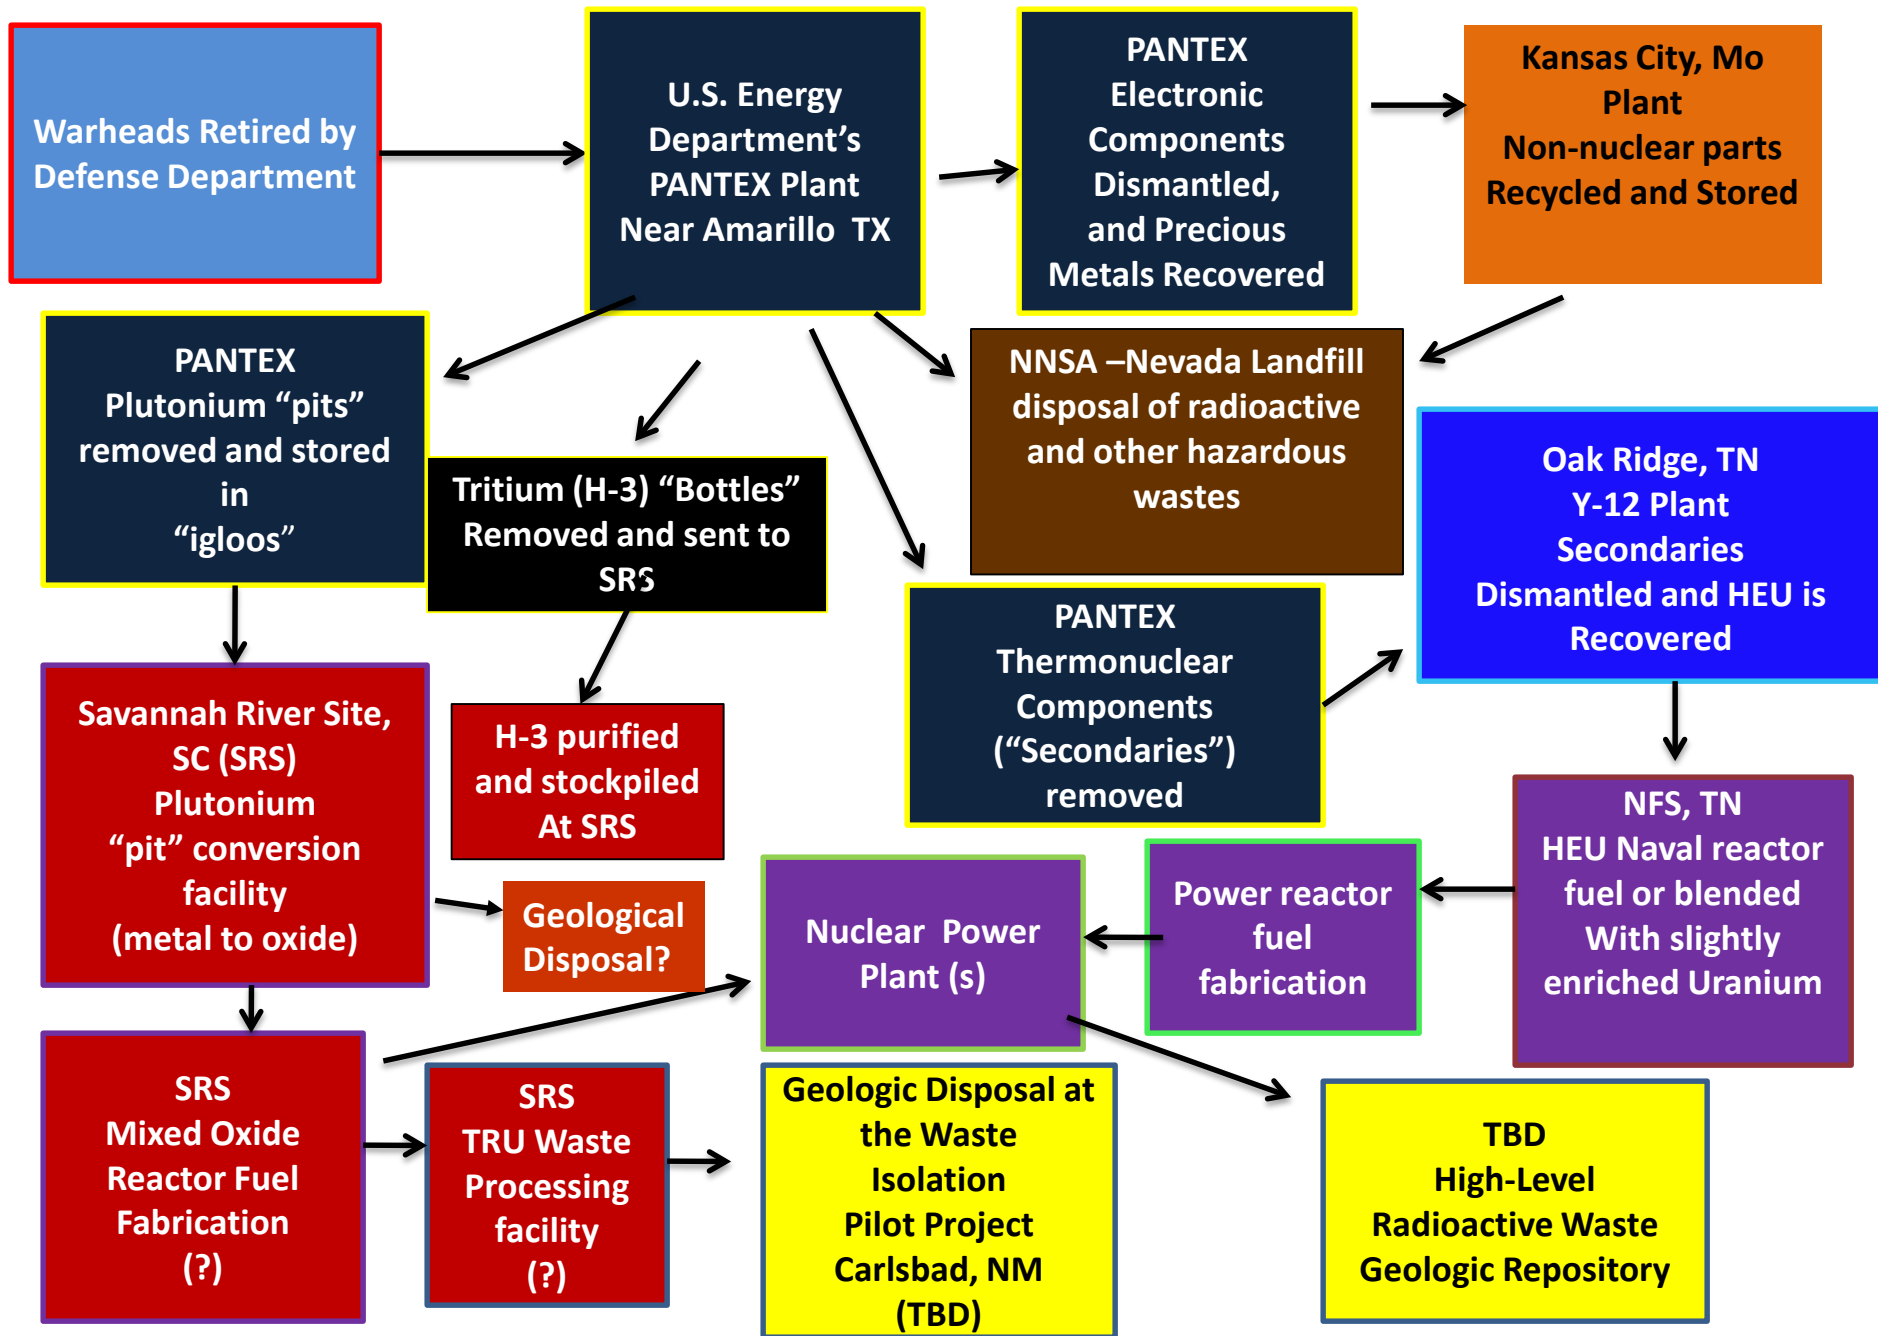 Warheads Retired by
Defense Department
U.S. Energy
Department’s
PANTEX Plant
Near Amarillo  TX
PANTEX
Electronic
Components
Dismantled,
and Precious
Metals Recovered
Kansas City, Mo
Plant
Non-nuclear parts
Recycled and Stored
PANTEX
Plutonium “pits”
removed and stored
in
“igloos”
Tritium (H-3) “Bottles”
Removed and sent to
SRS
NNSA –Nevada Landfill
disposal of radioactive
and other hazardous
wastes
Oak Ridge, TN
Y-12 Plant
Secondaries
Dismantled and HEU is
Recovered
PANTEX
Thermonuclear
Components
(“Secondaries”)
removed
Savannah River Site,
SC (SRS)
Plutonium
“pit” conversion
facility
(metal to oxide)
H-3 purified
and stockpiled
At SRS
Geological
Disposal?
Nuclear  Power
Plant (s)
Power reactor
fuel
fabrication
NFS, TN
HEU Naval reactor
fuel or blended
With slightly
enriched Uranium
SRS
Mixed Oxide
Reactor Fuel
Fabrication
(?)
SRS
TRU Waste
Processing
facility
(?)
Geologic Disposal at
the Waste
Isolation
Pilot Project
Carlsbad, NM
(TBD)
TBD
High-Level
Radioactive Waste
Geologic Repository